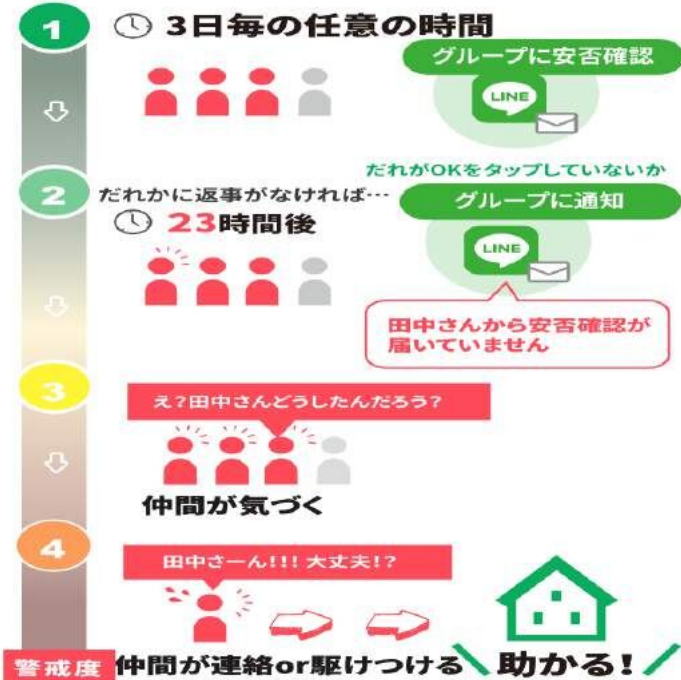 1
3日毎の任意の時間
グループに安否確認
LINE
だれがOKをタップしていないか
2
だれかに返事がなければ…
グループに通知
23時間後
LINE
田中さんから安否確認が
届いていません
3
え?田中さんどうしたんだろう?
仲間が気づく
4
田中さーん!!! 大丈夫!?
警戒度
仲間が連絡or駆けつける
助かる!